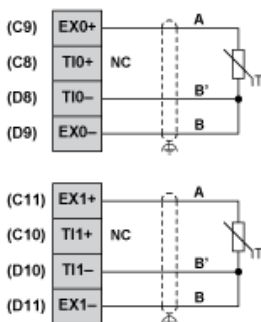 (C9) EX0+ A
(C8) TI0+ NC
(D8) TI0– B'
(D9) EX0– B
T
(C11) EX1+ A
(C10) TI1+ NC
(D10) TI1– B'
(D11) EX1– B
T